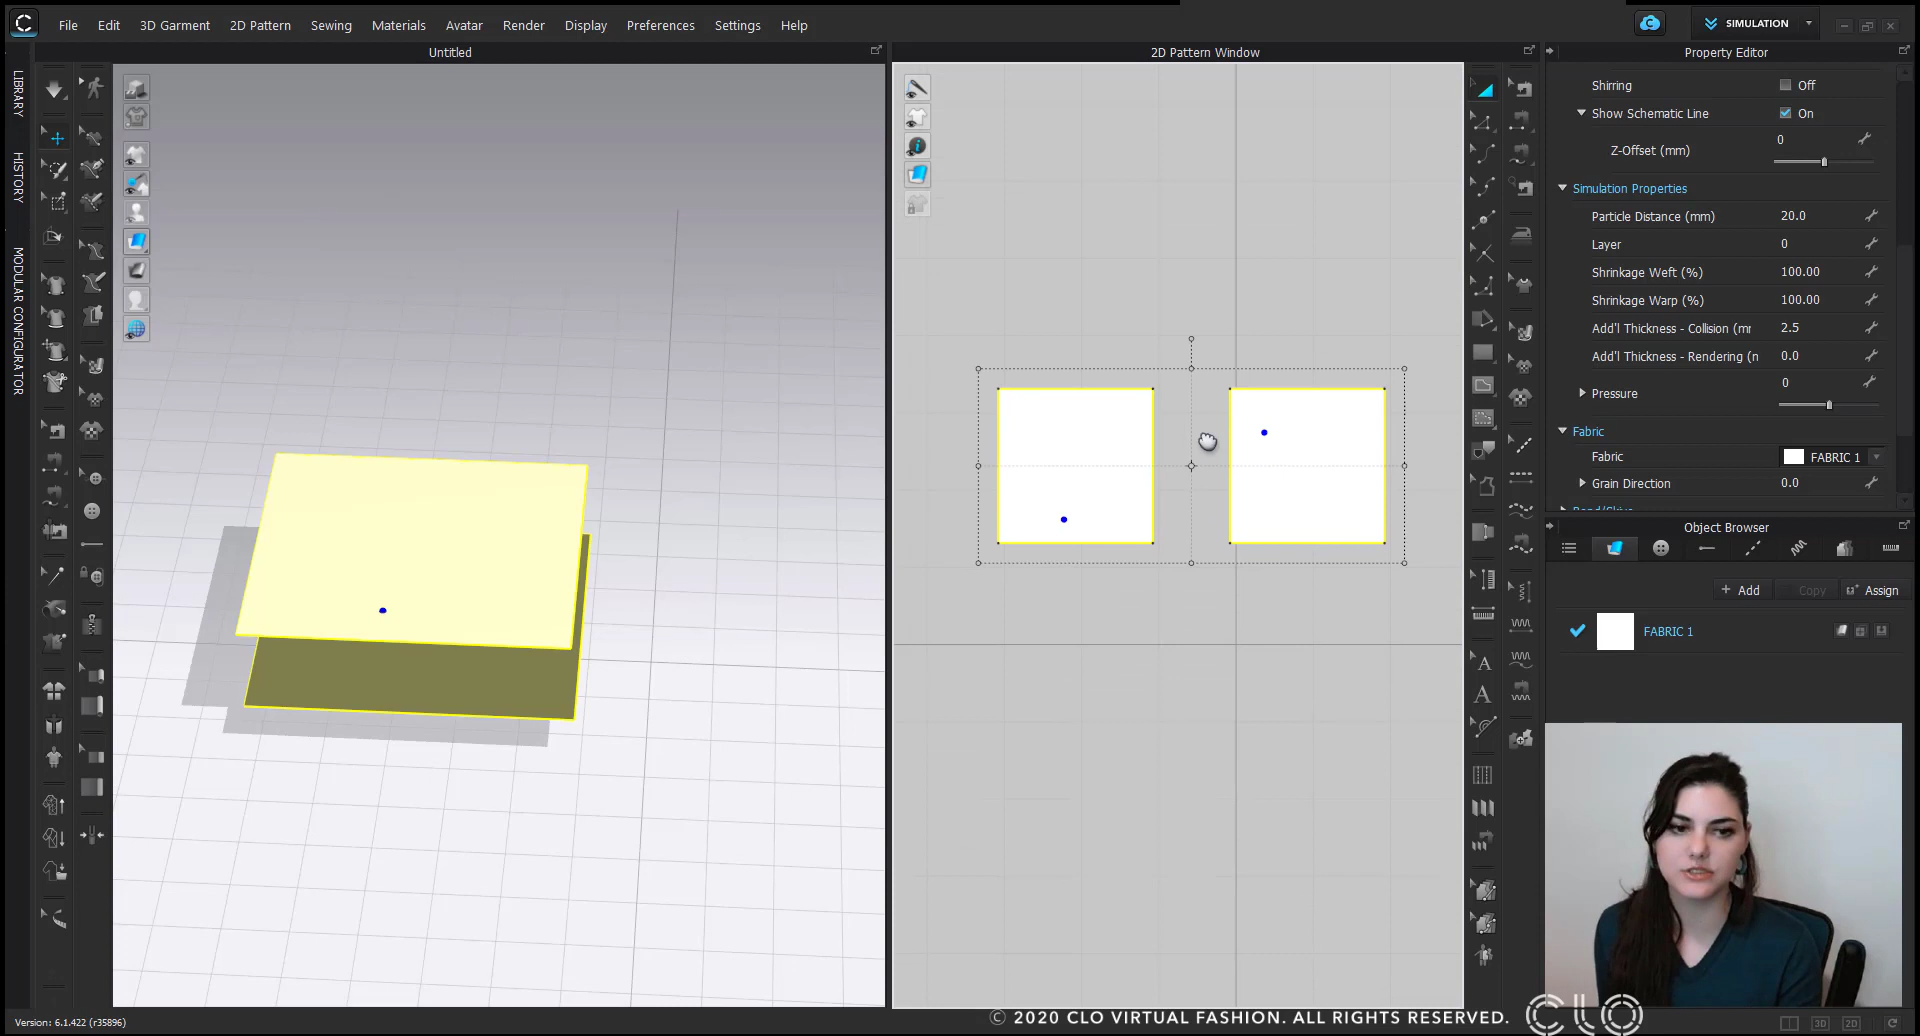 File Edit 3D Garment 2D Pattern Sewing Materials Avatar Render Display Preferences Settings Help
SIMULATION
Untitled
2D Pattern Window
Property Editor
LIBRARY
HISTORY
MODULAR CONFIGURATOR
Shirring Off
Show Schematic Line On
0
Z-Offset (mm)
Simulation Properties
Particle Distance (mm) 20.0
Layer 0
Shrinkage Weft (%) 100.00
Shrinkage Warp (%) 100.00
Add'l Thickness - Collision (mr 2.5
Add'l Thickness - Rendering (n 0.0
0
Pressure
Fabric
Fabric FABRIC 1
Grain Direction 0.0
Object Browser
+ Add Copy Assign
FABRIC 1
Version: 6.1.422 (r35896)
© 2020 CLO VIRTUAL FASHION. ALL RIGHTS RESERVED. CLO
3D 2D